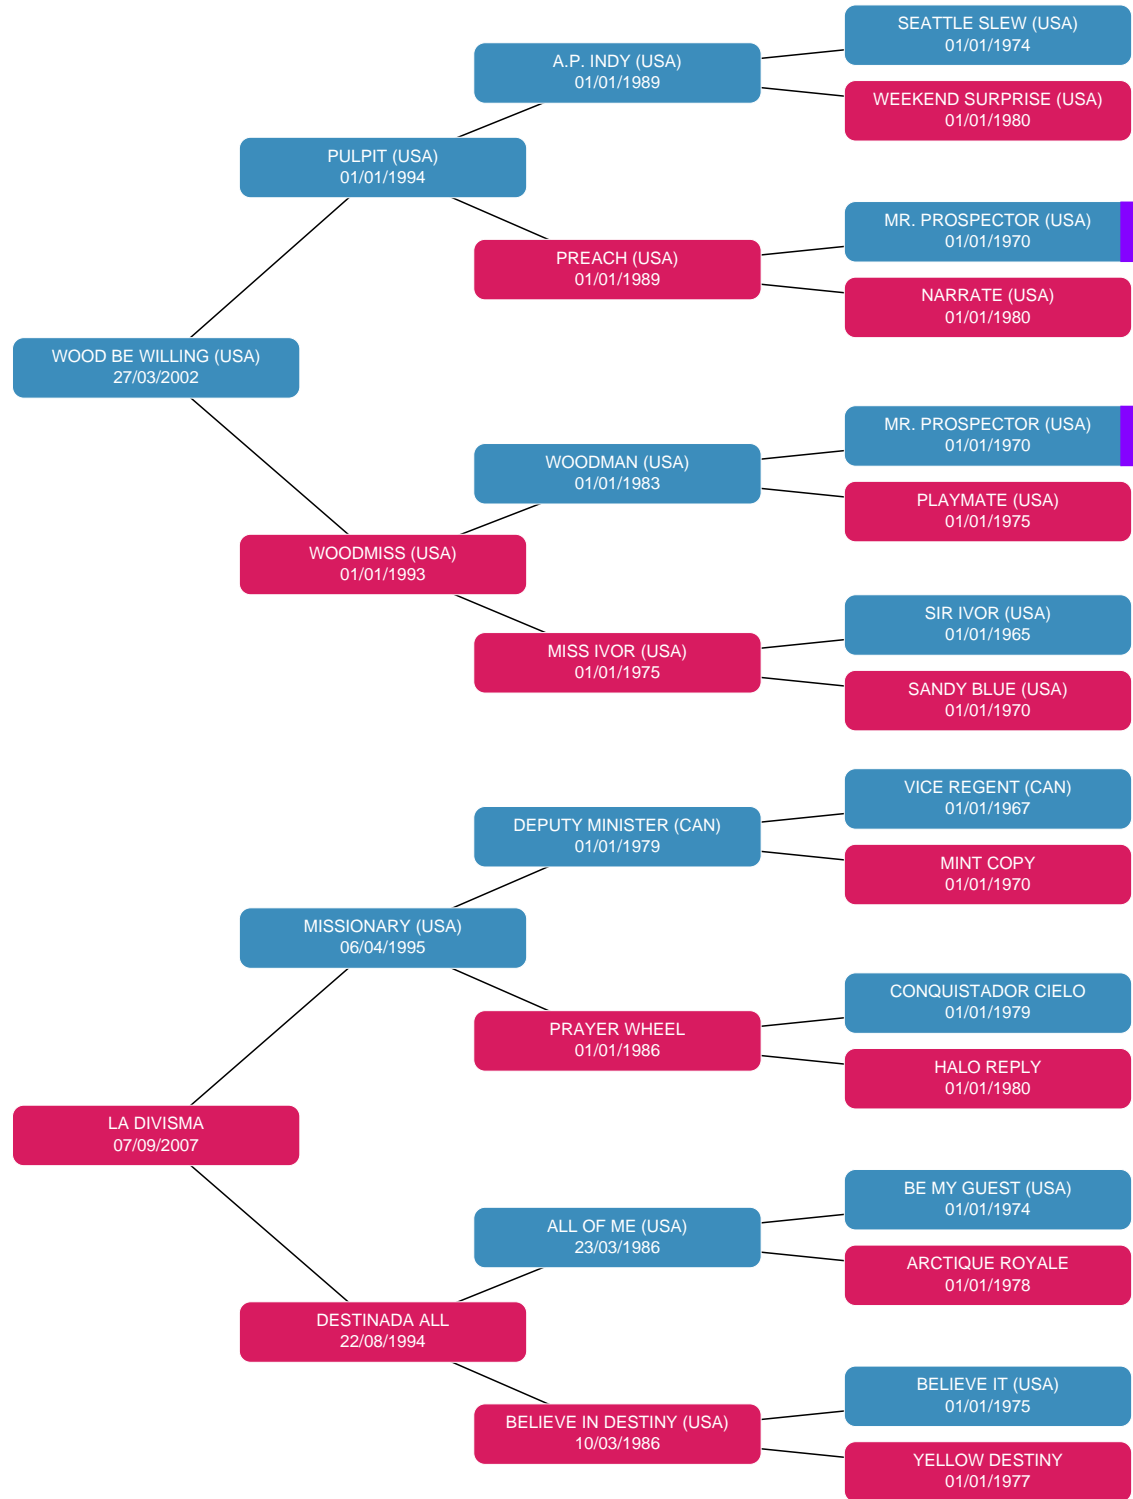 SEATTLE SLEW (USA)
01/01/1974
A.P. INDY (USA)
01/01/1989
WEEKEND SURPRISE (USA)
01/01/1980
PULPIT (USA)
01/01/1994
MR. PROSPECTOR (USA)
01/01/1970
PREACH (USA)
01/01/1989
NARRATE (USA)
01/01/1980
WOOD BE WILLING (USA)
27/03/2002
MR. PROSPECTOR (USA)
01/01/1970
WOODMAN (USA)
01/01/1983
PLAYMATE (USA)
01/01/1975
WOODMISS (USA)
01/01/1993
SIR IVOR (USA)
01/01/1965
MISS IVOR (USA)
01/01/1975
SANDY BLUE (USA)
01/01/1970
VICE REGENT (CAN)
01/01/1967
DEPUTY MINISTER (CAN)
01/01/1979
MINT COPY
01/01/1970
MISSIONARY (USA)
06/04/1995
CONQUISTADOR CIELO
01/01/1979
PRAYER WHEEL
01/01/1986
HALO REPLY
01/01/1980
LA DIVISMA
07/09/2007
BE MY GUEST (USA)
01/01/1974
ALL OF ME (USA)
23/03/1986
ARCTIQUE ROYALE
01/01/1978
DESTINADA ALL
22/08/1994
BELIEVE IT (USA)
01/01/1975
BELIEVE IN DESTINY (USA)
10/03/1986
YELLOW DESTINY
01/01/1977